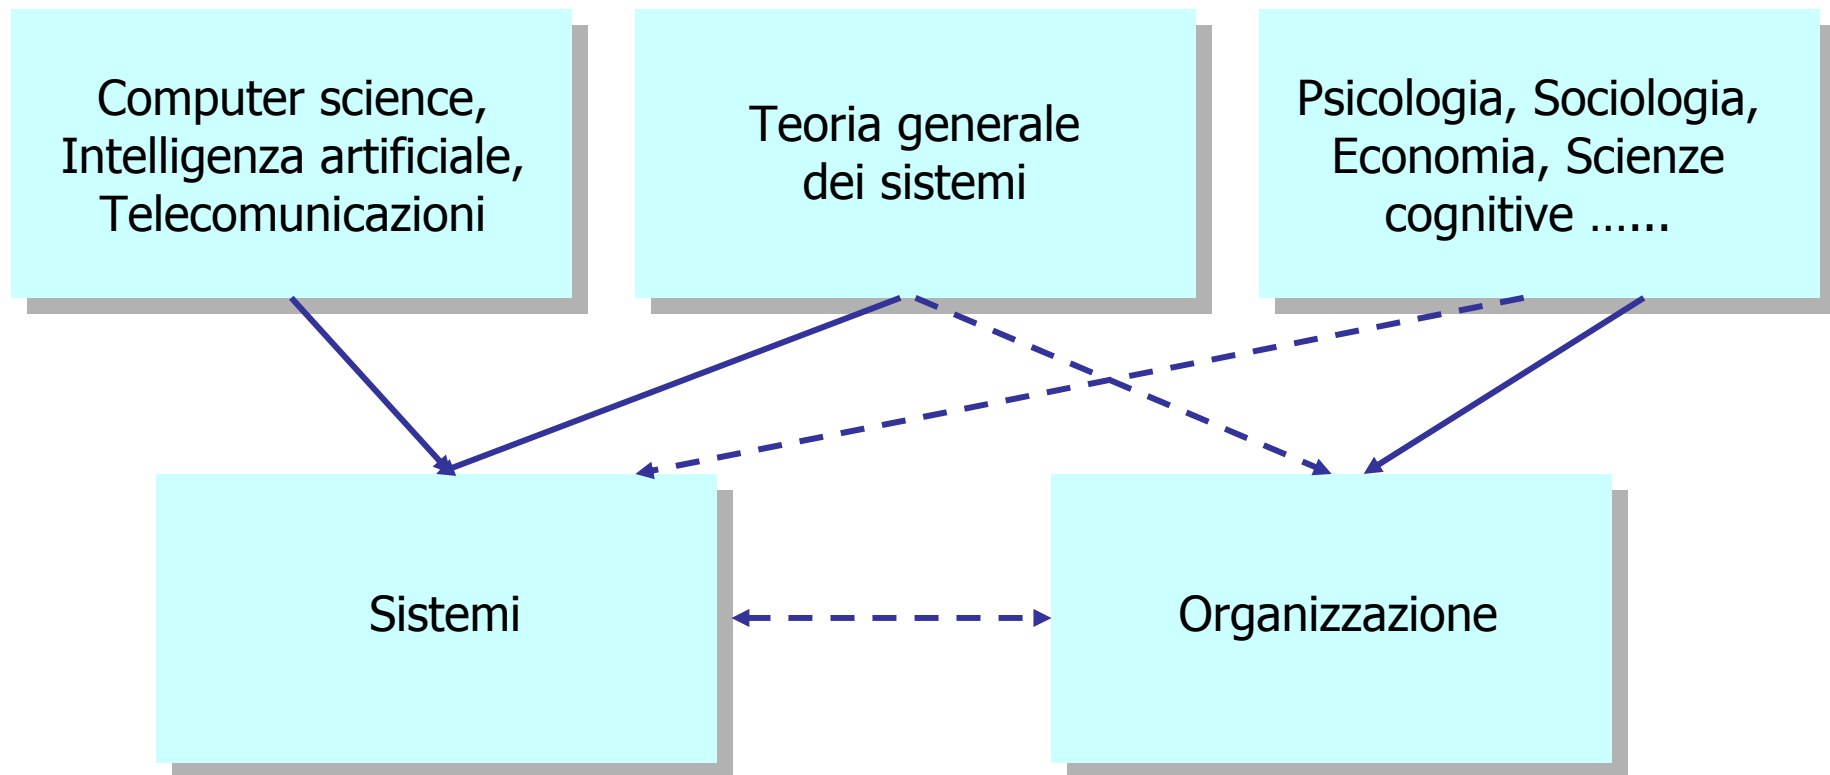 Computer science,
Intelligenza artificiale,
Telecomunicazioni
Teoria generale
dei sistemi
Psicologia, Sociologia,
Economia, Scienze
cognitive …...
Sistemi
Organizzazione